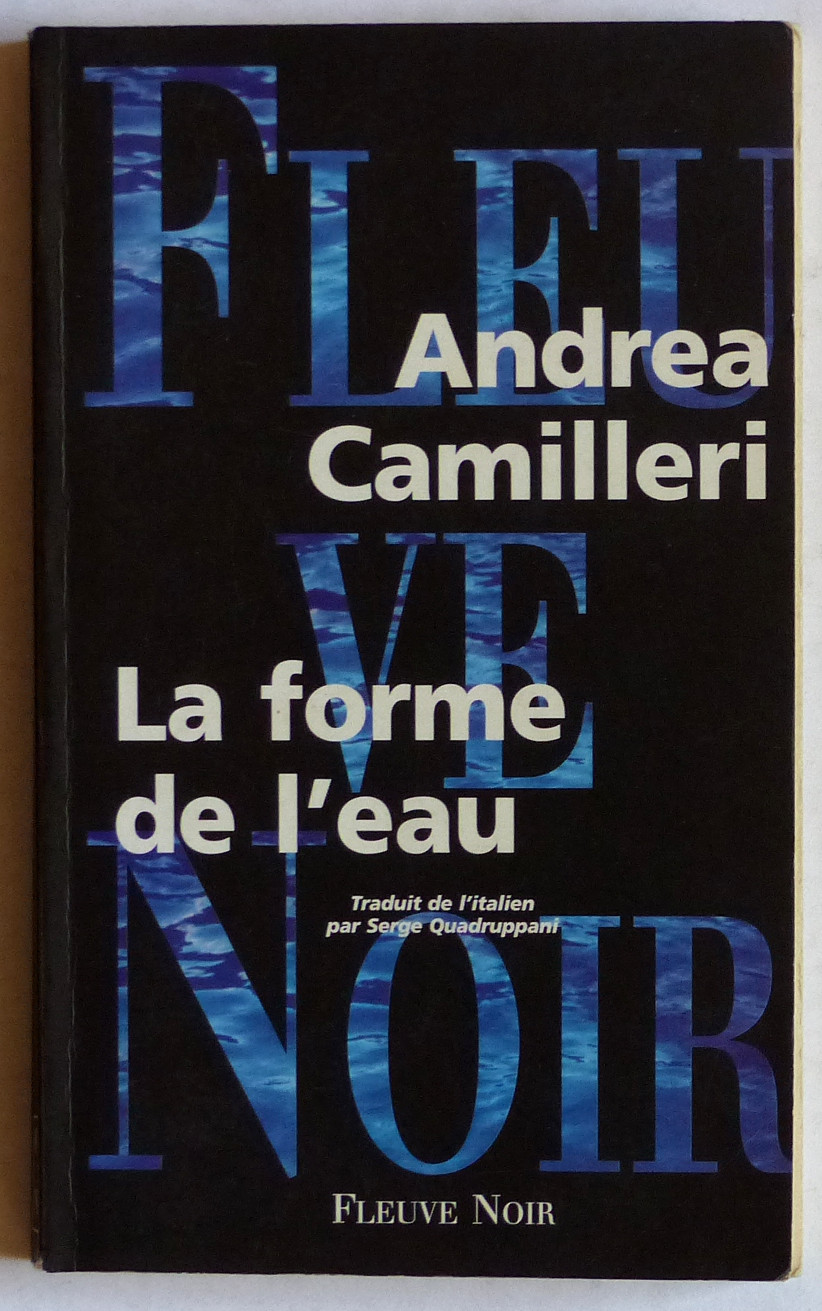 FLEU
Andrea
Camilleri
VE
La forme
de l'eau
Traduit de l'italien
par Serge Quadruppani
NOIR
FLEUVE NOIR